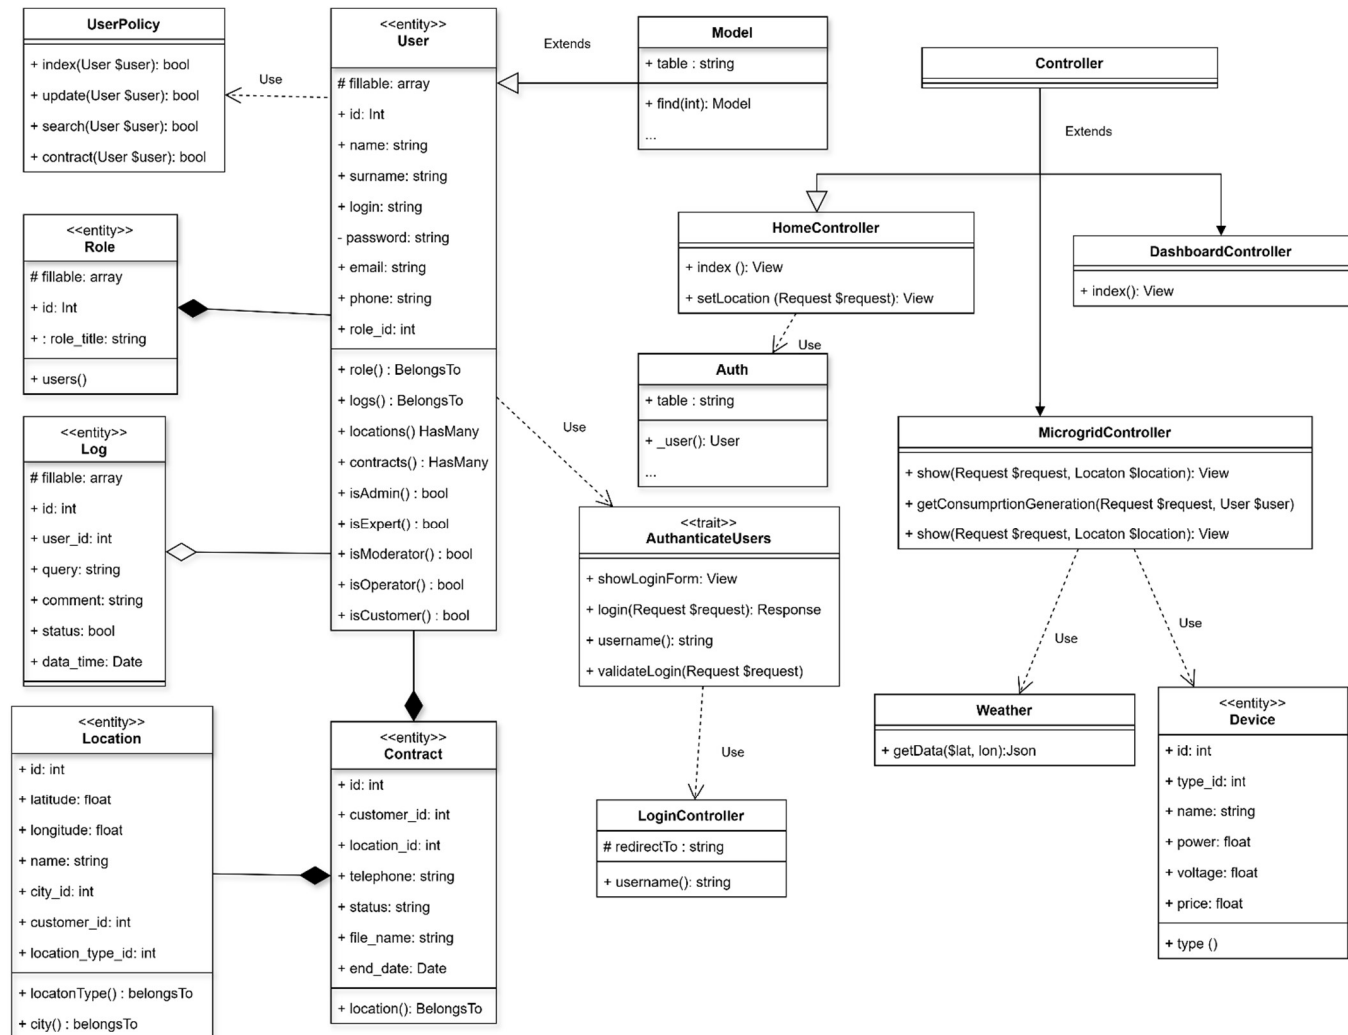 UserPolicy
+ index(User $user): bool
+ update(User $user): bool
+ search(User $user): bool
+ contract(User $user): bool
Use
<<entity>>
User
# fillable: array
+ id: Int
+ name: string
+ surname: string
+ login: string
- password: string
+ email: string
+ phone: string
+ role_id: int
+ role() : BelongsTo
+ logs() : BelongsTo
+ locations() HasMany
+ contracts() : HasMany
+ isAdmin() : bool
+ isExpert() : bool
+ isModerator() : bool
+ isOperator() : bool
+ isCustomer() : bool
Extends
Model
+ table : string
+ find(int): Model
...
Controller
Extends
HomeController
+ index (): View
+ setLocation (Request $request): View
DashboardController
+ index(): View
Use
Auth
+ table : string
+ _user(): User
...
<<entity>>
Role
# fillable: array
+ id: Int
+ : role_title: string
+ users()
<<entity>>
Log
# fillable: array
+ id: int
+ user_id: int
+ query: string
+ comment: string
+ status: bool
+ data_time: Date
Use
<<trait>>
AuthanticateUsers
+ showLoginForm: View
+ login(Request $request): Response
+ username(): string
+ validateLogin(Request $request)
Use
LoginController
# redirectTo : string
+ username(): string
MicrogridController
+ show(Request $request, Locaton $location): View
+ getConsumprtionGeneration(Request $request, User $user)
+ show(Request $request, Locaton $location): View
Use
Use
Weather
+ getData($lat, lon):Json
<<entity>>
Device
+ id: int
+ type_id: int
+ name: string
+ power: float
+ voltage: float
+ price: float
+ type ()
<<entity>>
Location
+ id: int
+ latitude: float
+ longitude: float
+ name: string
+ city_id: int
+ customer_id: int
+ location_type_id: int
+ locatonType() : belongsTo
+ city() : belongsTo
<<entity>>
Contract
+ id: int
+ customer_id: int
+ location_id: int
+ telephone: string
+ status: string
+ file_name: string
+ end_date: Date
+ location(): BelongsTo